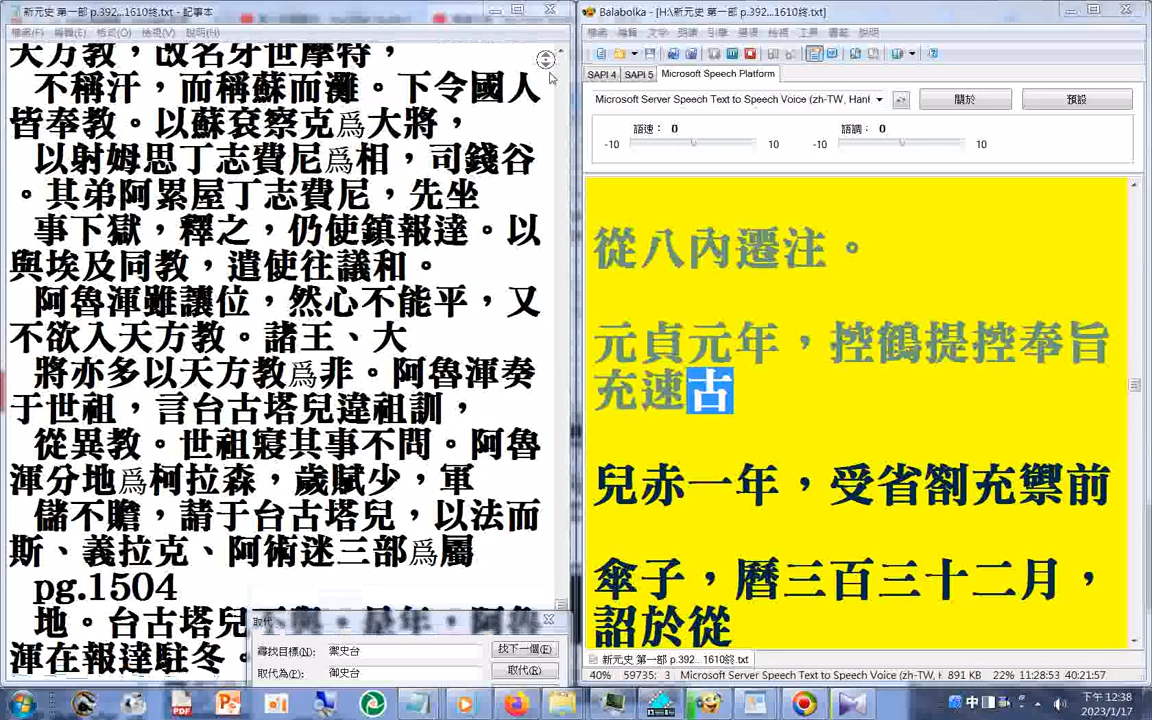 新元史 第一部 p.392...1610終.txt - 記事本
檔案(F) 編輯(E) 格式(O) 檢視(V) 說明(H)
天方教，改名牙世摩特，
不稱汗，而稱蘇而灘。下令國人
皆奉教。以蘇袞察克爲大將，
以射姆思丁志費尼爲相，司錢谷
。其弟阿累屋丁志費尼，先坐
事下獄，釋之，仍使鎮報達。以
與埃及同教，遣使往議和。
阿魯渾雖讓位，然心不能平，又
不欲入天方教。諸王、大
將亦多以天方教爲非。阿魯渾奏
于世祖，言台古塔兒違祖訓，
從異教。世祖寢其事不問。阿魯
渾分地爲柯拉森，歲賦少，軍
儲不贍，請于台古塔兒，以法而
斯、義拉克、阿術迷三部爲屬
pg.1504
地。台古塔兒
渾在報達駐冬。
取代
尋找目標(N):
禦史台
找下一個(F)
取代為(P):
御史台
取代(R)
Balabolka - [H:\新元史 第一部 p.392...1610終.txt]
檔案 編輯 文字 朗讀 引擎 選項 檢視 工具 書籤 說明
SAPI 4
SAPI 5
Microsoft Speech Platform
Microsoft Server Speech Text to Speech Voice (zh-TW, Han
關於
預設
語速： 0
語調： 0
-10
10
-10
10
從八內遷注。
元貞元年，控鶴提控奉旨
充速古
兒赤一年，受省劄充禦前
傘子，曆三百三十二月，
詔於從
新元史 第一部 p.392...1610終.txt
40%
59735: 3
Microsoft Server Speech Text to Speech Voice (zh-TW, H
891 KB
22%
11:28:53
40:21:57
中
下午 12:38
2023/1/17